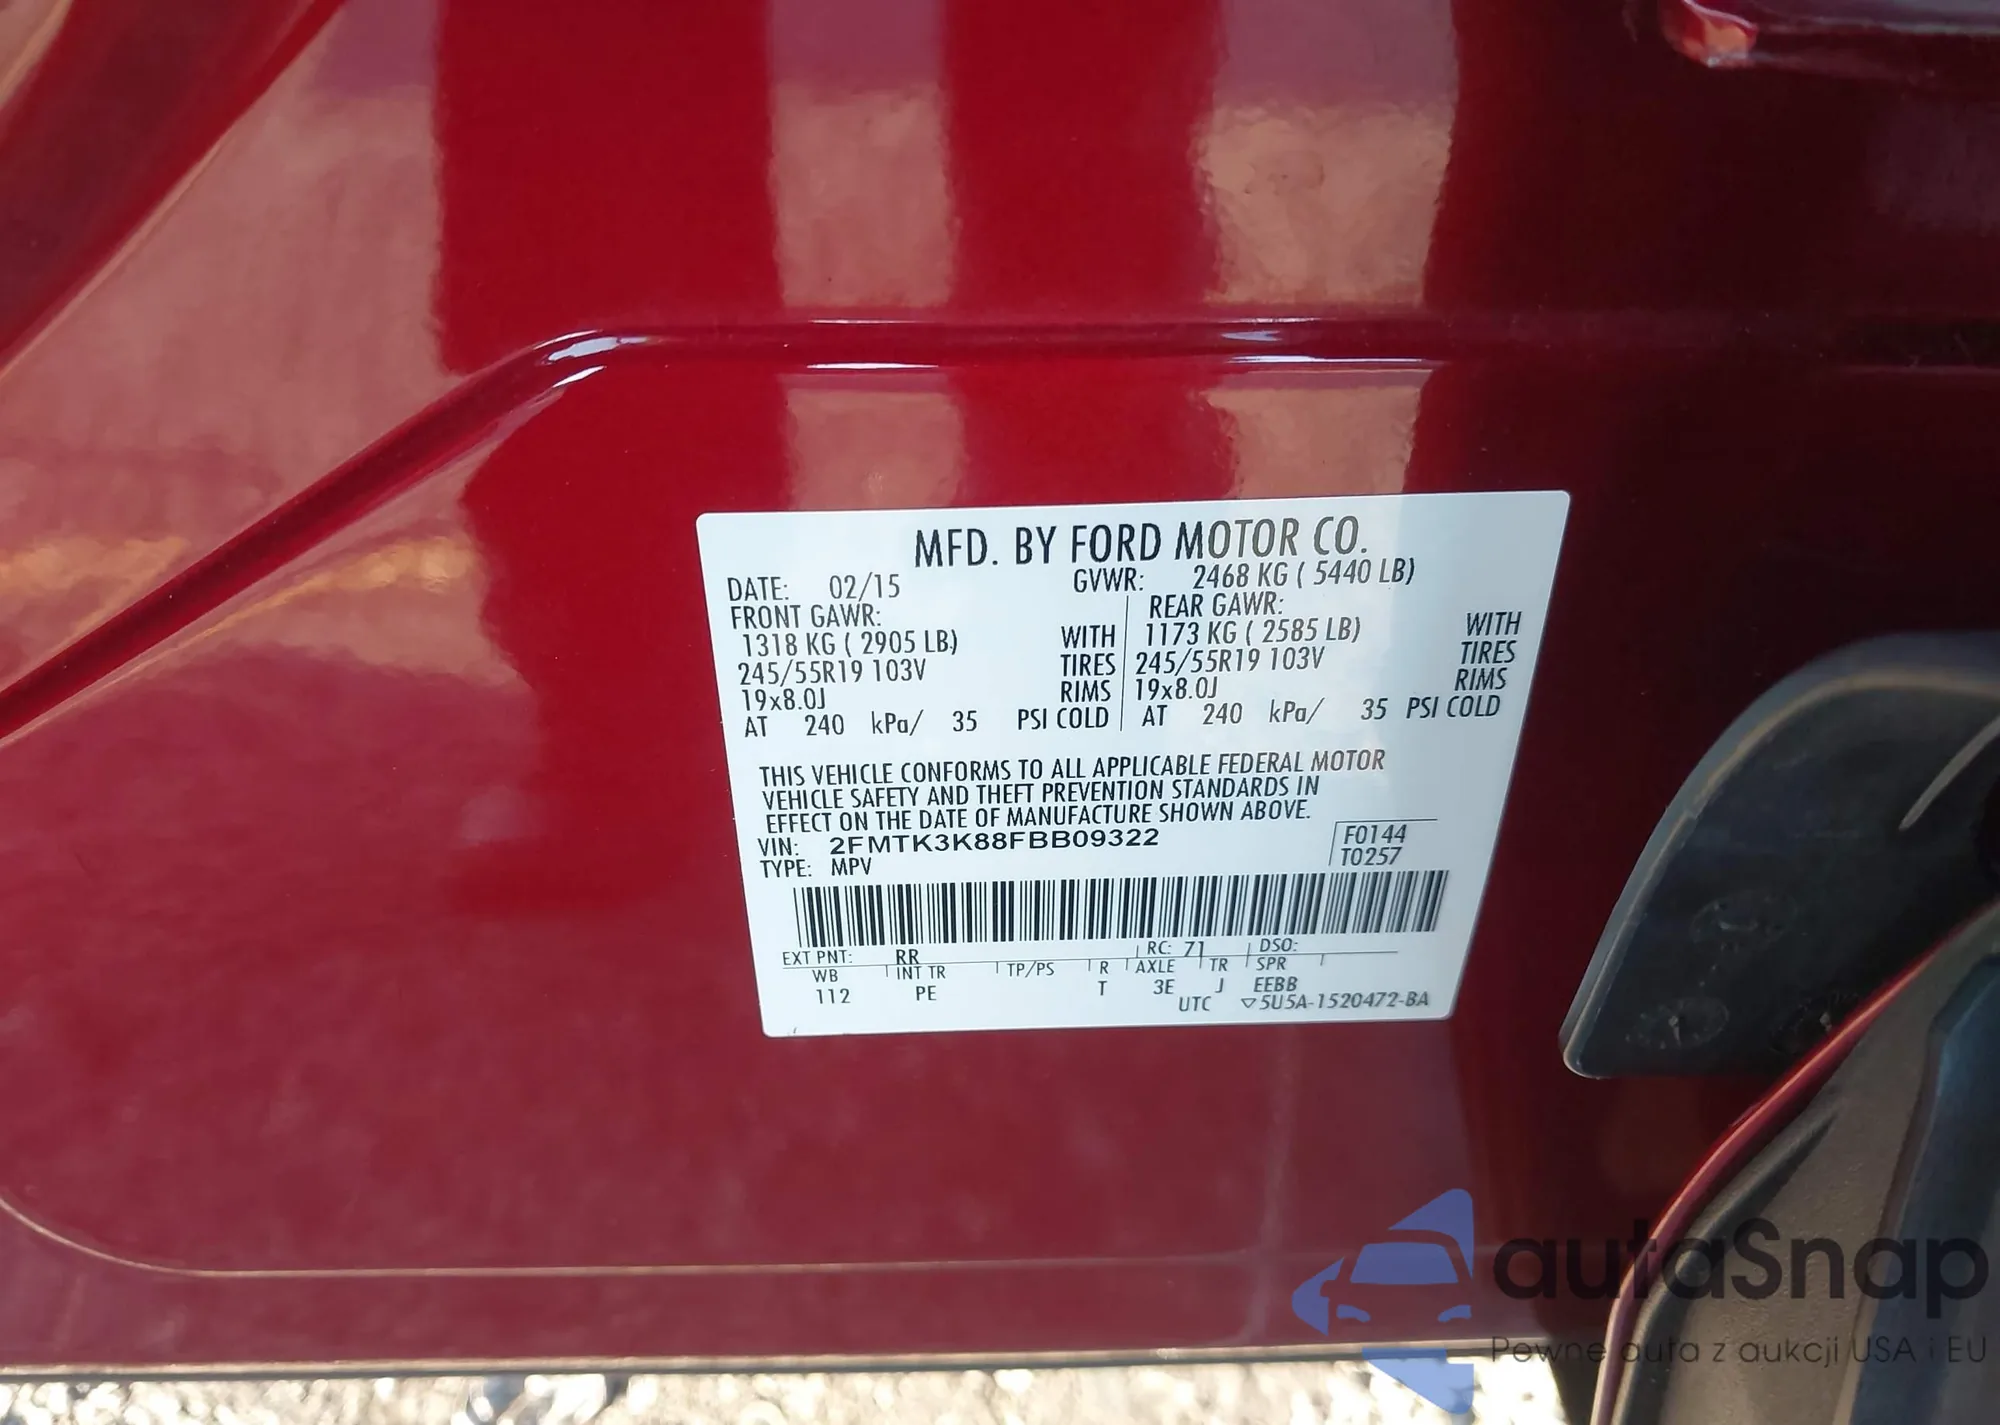 MFD. BY FORD MOTOR CO.
DATE: 02/15 GVWR: 2468 KG ( 5440 LB)
FRONT GAWR: REAR GAWR:
1318 KG ( 2905 LB) WITH 1173 KG ( 2585 LB) WITH
245/55R19 103V TIRES 245/55R19 103V TIRES
19x8.0J RIMS 19x8.0J RIMS
AT 240 kPa/ 35 PSI COLD AT 240 kPa/ 35 PSI COLD
THIS VEHICLE CONFORMS TO ALL APPLICABLE FEDERAL MOTOR
VEHICLE SAFETY AND THEFT PREVENTION STANDARDS IN
EFFECT ON THE DATE OF MANUFACTURE SHOWN ABOVE.
VIN: 2FMTK3K88FBB09322 F0144
TYPE: MPV T0257
EXT PNT: RR RC: 71 DSO:
WB INT TR TP/PS R AXLE TR SPR
112 PE T 3E J EEBB
UTC ▽5U5A-1520472-BA
autaSnap
Pewne auta z aukcji USA i EU